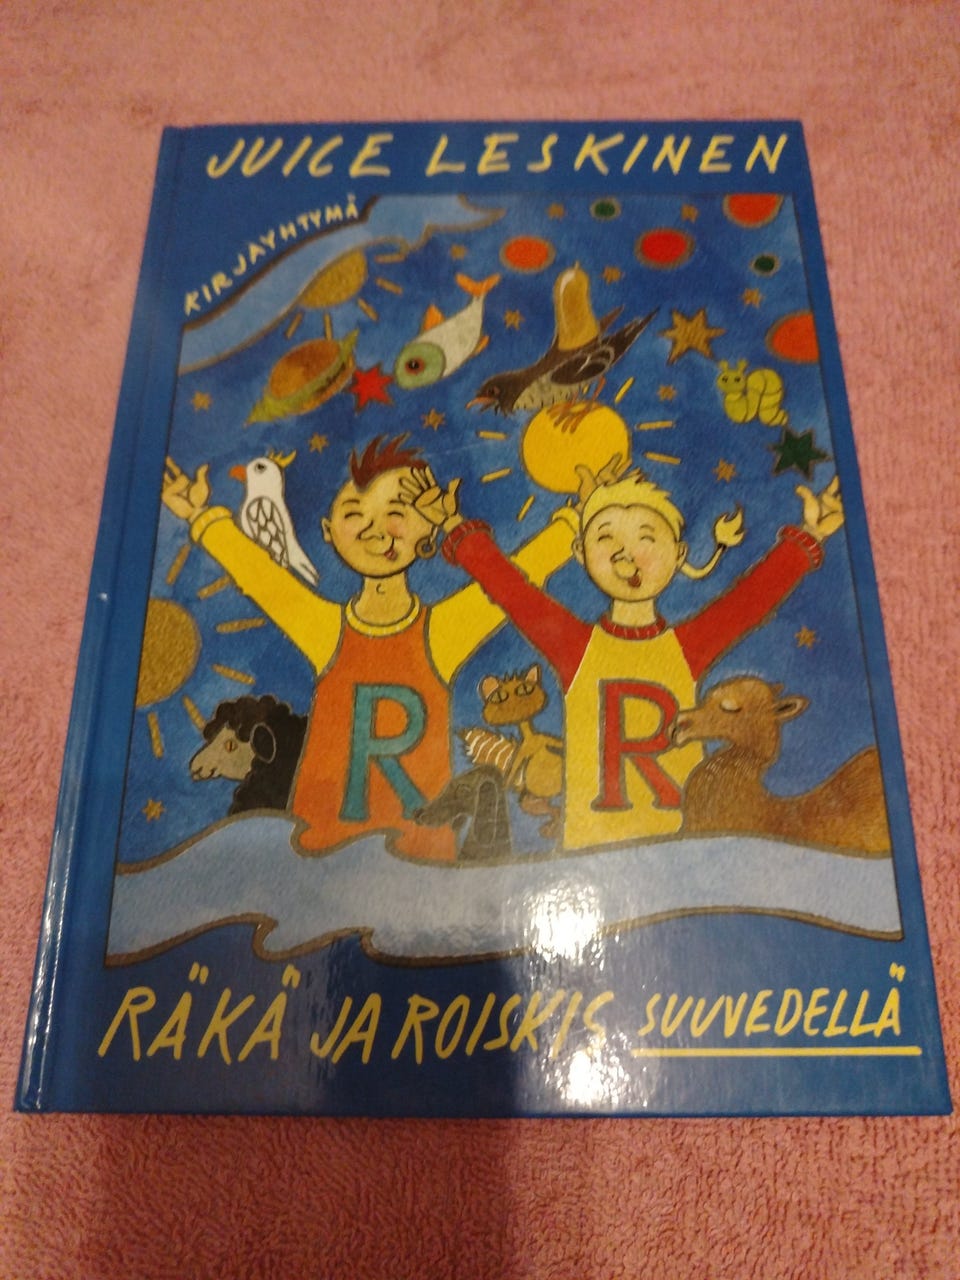 JUICE LESKINEN
KIRJAYHTYMÄ
R
R
RÄKÄ JA ROISKIS SUUVEDELLÄ